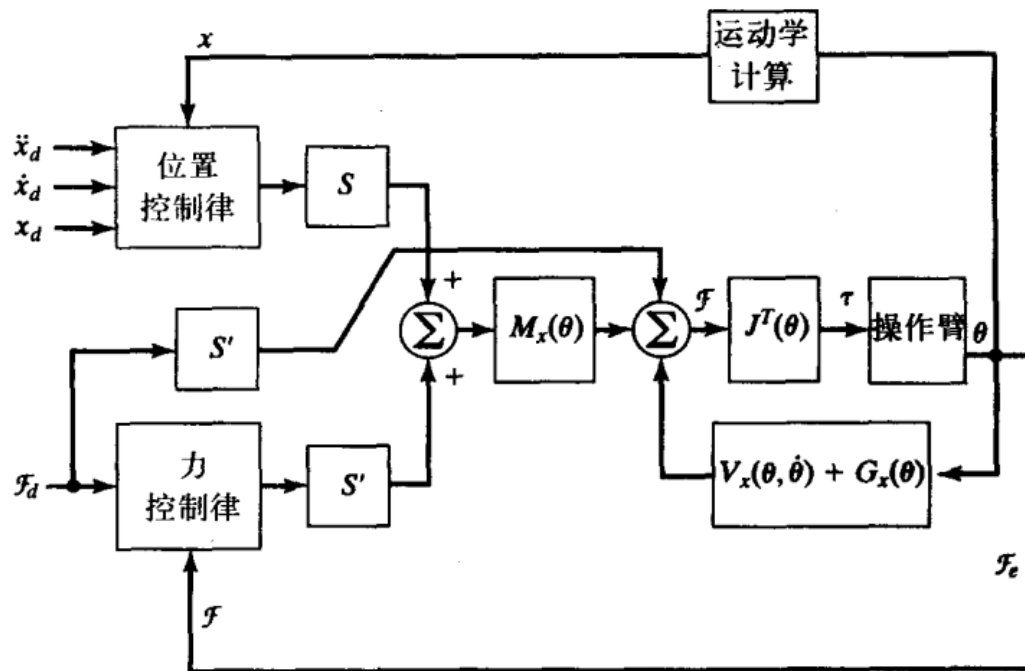 x
运动学
计算
ẍ_d
ẋ_d
x_d
位置
控制律
S
+
Σ
+
M_x(θ)
Σ
ℱ
J^T(θ)
τ
操作臂
θ
S'
ℱ_d
力
控制律
S'
V_x(θ, θ̇) + G_x(θ)
ℱ_e
ℱ